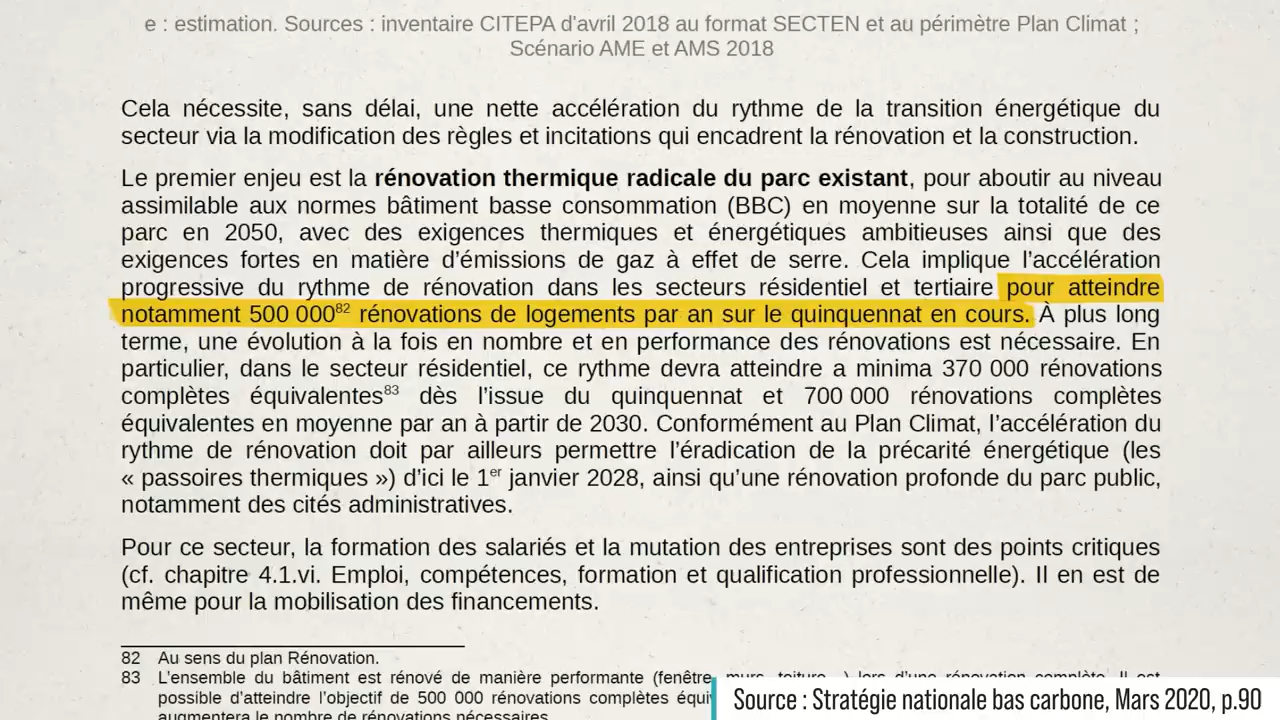 e : estimation. Sources : inventaire CITEPA d'avril 2018 au format SECTEN et au périmètre Plan Climat ;
Scénario AME et AMS 2018
Cela nécessite, sans délai, une nette accélération du rythme de la transition énergétique du
secteur via la modification des règles et incitations qui encadrent la rénovation et la construction.
Le premier enjeu est la rénovation thermique radicale du parc existant, pour aboutir au niveau
assimilable aux normes bâtiment basse consommation (BBC) en moyenne sur la totalité de ce
parc en 2050, avec des exigences thermiques et énergétiques ambitieuses ainsi que des
exigences fortes en matière d’émissions de gaz à effet de serre. Cela implique l’accélération
progressive du rythme de rénovation dans les secteurs résidentiel et tertiaire pour atteindre
notamment 500 000⁸² rénovations de logements par an sur le quinquennat en cours. À plus long
terme, une évolution à la fois en nombre et en performance des rénovations est nécessaire. En
particulier, dans le secteur résidentiel, ce rythme devra atteindre a minima 370 000 rénovations
complètes équivalentes⁸³ dès l’issue du quinquennat et 700 000 rénovations complètes
équivalentes en moyenne par an à partir de 2030. Conformément au Plan Climat, l’accélération du
rythme de rénovation doit par ailleurs permettre l’éradication de la précarité énergétique (les
« passoires thermiques ») d’ici le 1er janvier 2028, ainsi qu’une rénovation profonde du parc public,
notamment des cités administratives.
Pour ce secteur, la formation des salariés et la mutation des entreprises sont des points critiques
(cf. chapitre 4.1.vi. Emploi, compétences, formation et qualification professionnelle). Il en est de
même pour la mobilisation des financements.
82 Au sens du plan Rénovation.
83 L’ensemble du bâtiment est rénové de manière performante (fenêtre, murs, toiture, ...) lors d’une rénovation complète. Il est
possible d’atteindre l’objectif de 500 000 rénovations complètes
augmentera le nombre de rénovations nécessaires.
Source : Stratégie nationale bas carbone, Mars 2020, p.90